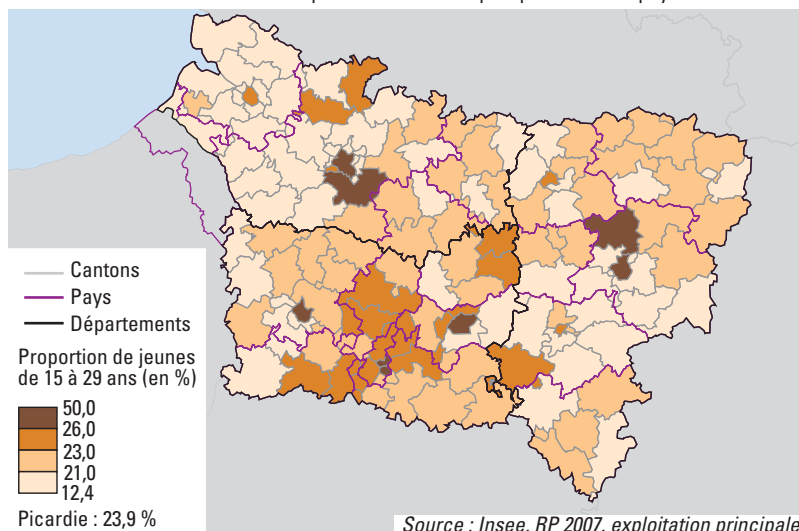 Cantons
Pays
Départements
Proportion de jeunes
de 15 à 29 ans (en %)
50,0
26,0
23,0
21,0
12,4
Picardie : 23,9 %
Source : Insee, RP 2007, exploitation principale